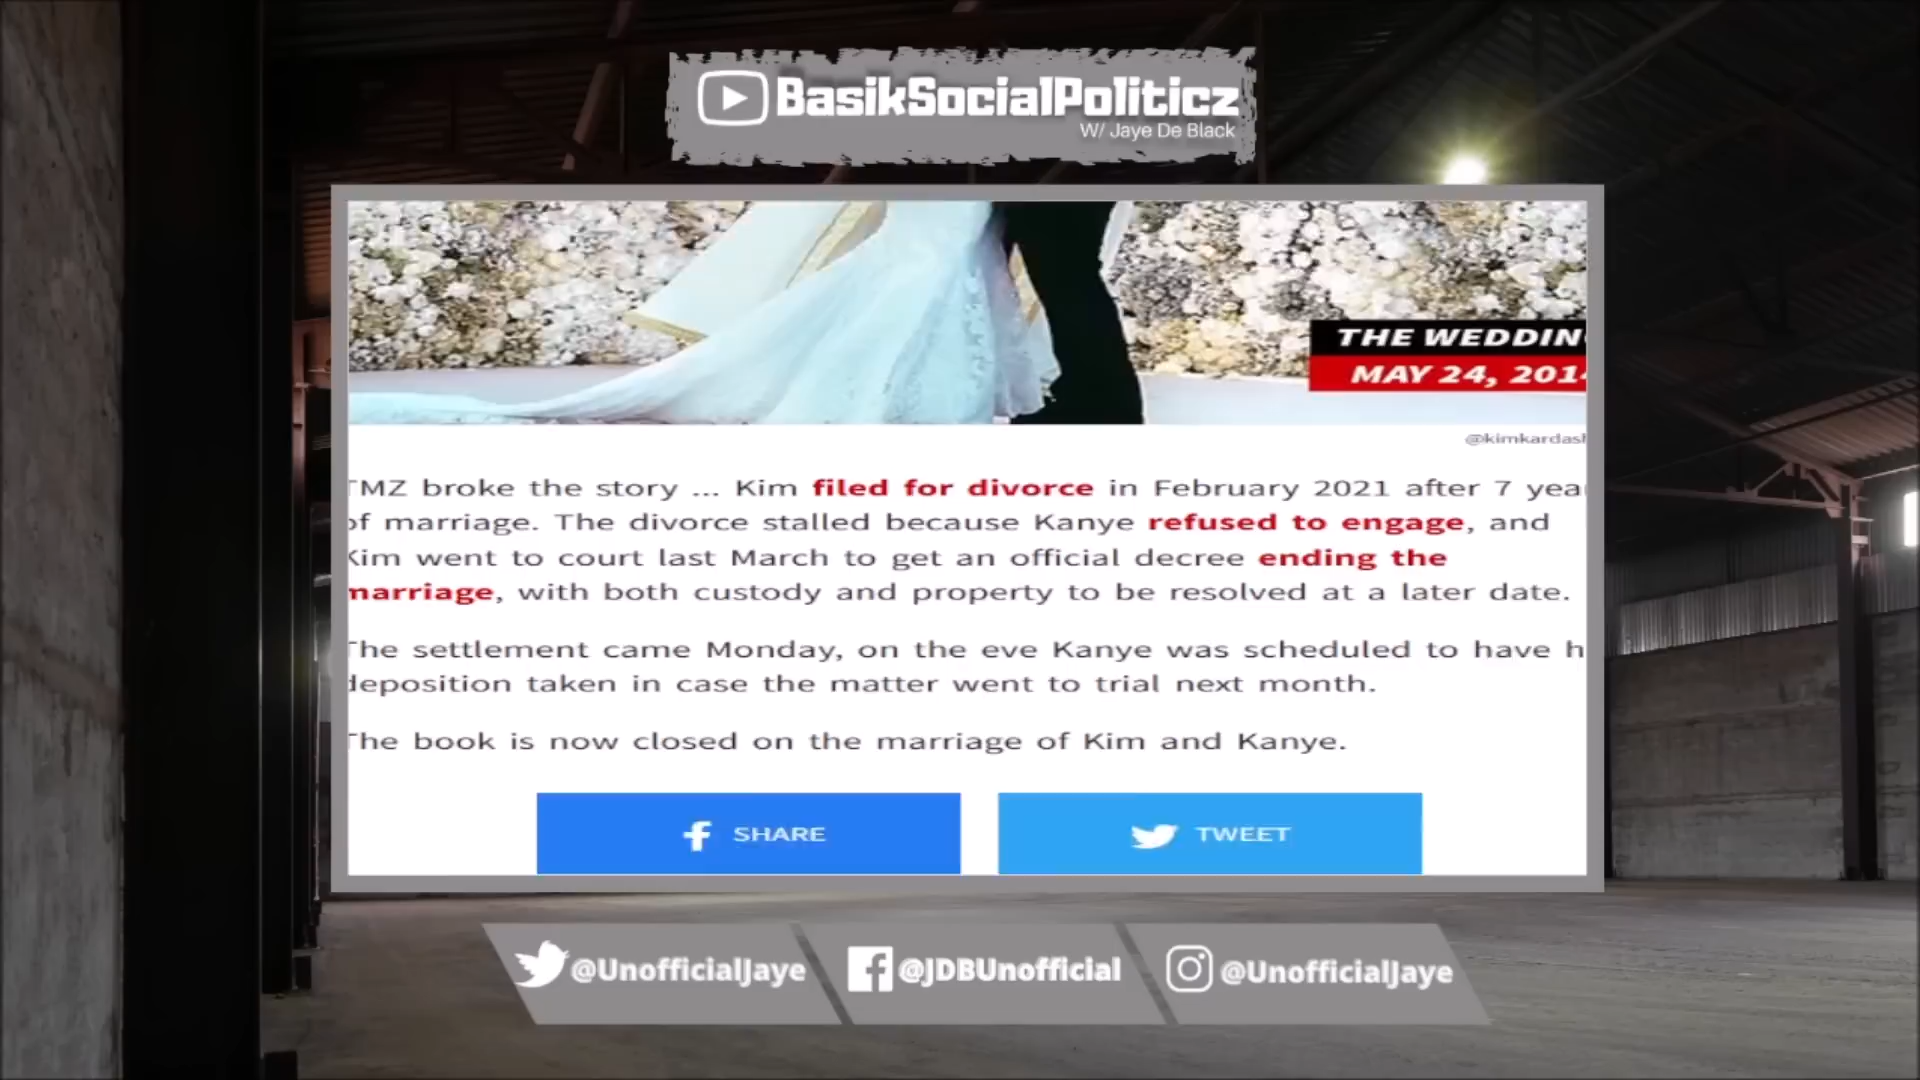 BasikSocialPoliticz
W/ Jaye De Black
THE WEDDIN
MAY 24, 201
@kimkardash
TMZ broke the story ... Kim filed for divorce in February 2021 after 7 yea
of marriage. The divorce stalled because Kanye refused to engage, and
Kim went to court last March to get an official decree ending the
marriage, with both custody and property to be resolved at a later date.
The settlement came Monday, on the eve Kanye was scheduled to have h
deposition taken in case the matter went to trial next month.
The book is now closed on the marriage of Kim and Kanye.
SHARE
TWEET
@UnofficialJaye
@JDBUnofficial
@UnofficialJaye